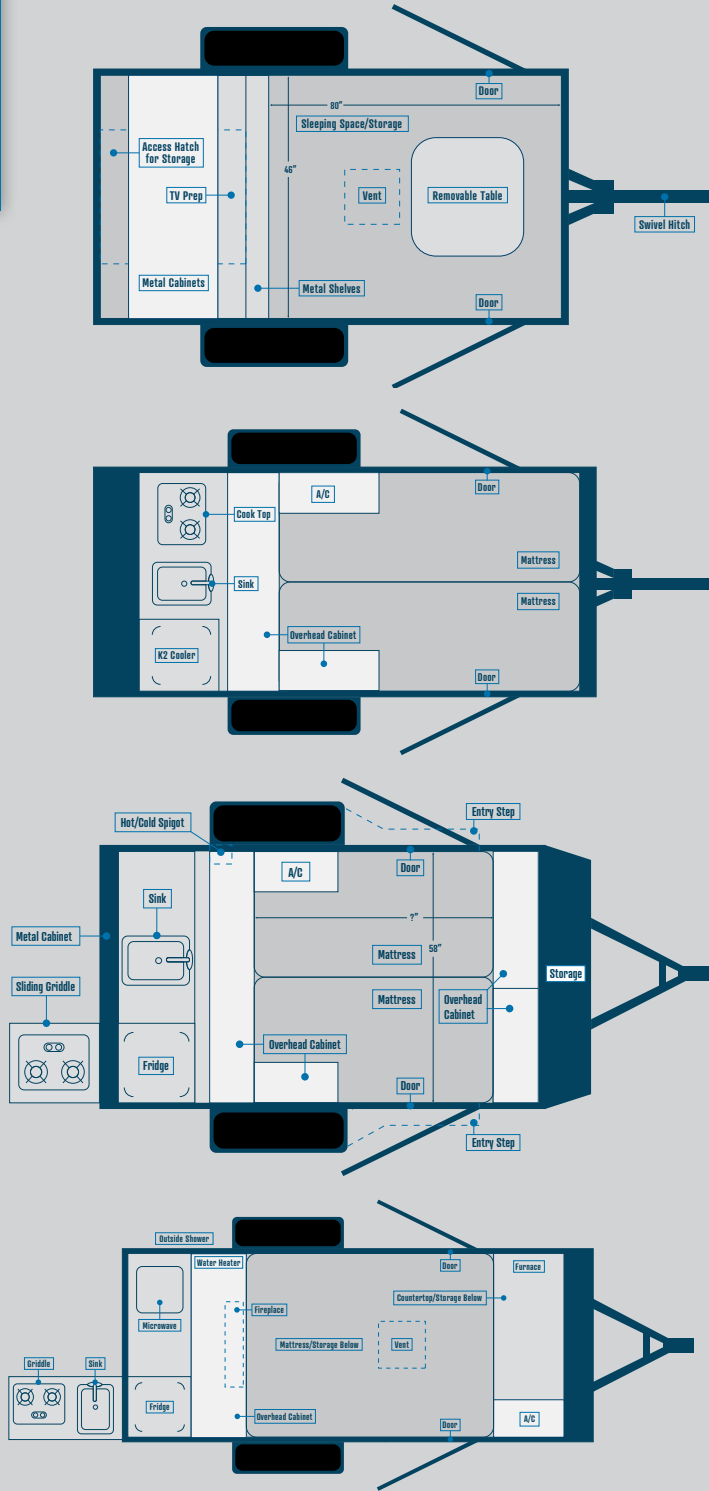 Door
80"
Sleeping Space/Storage
Access Hatch
for Storage
46"
TV Prep
Vent
Removable Table
Swivel Hitch
Metal Cabinets
Metal Shelves
Door
A/C
Door
Cook Top
Mattress
Sink
Mattress
Overhead Cabinet
K2 Cooler
Door
Entry Step
Hot/Cold Spigot
A/C
Door
Sink
?"
Metal Cabinet
58"
Mattress
Storage
Sliding Griddle
Mattress
Overhead
Cabinet
Overhead Cabinet
Fridge
Door
Entry Step
Outside Shower
Water Heater
Door
Furnace
Countertop/Storage Below
Fireplace
Microwave
Mattress/Storage Below
Vent
Griddle
Sink
Fridge
Overhead Cabinet
Door
A/C